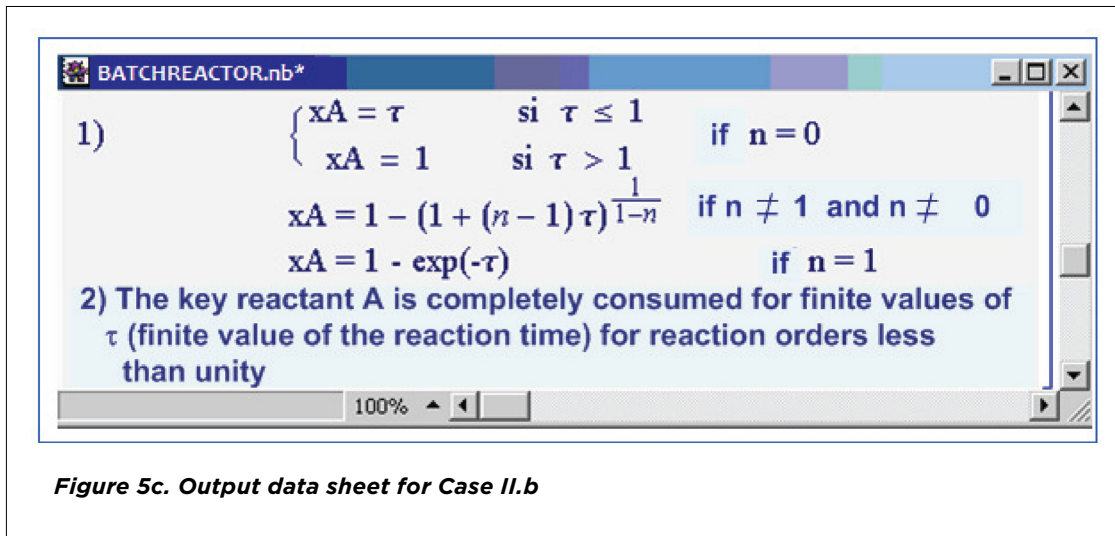 BATCHREACTOR.nb*
1) { xA = τ si τ ≤ 1 if n = 0
xA = 1 si τ > 1
xA = 1 − (1 + (n − 1) τ)^{1/(1−n)} if n ≠ 1 and n ≠ 0
xA = 1 - exp(-τ) if n = 1
2) The key reactant A is completely consumed for finite values of
τ (finite value of the reaction time) for reaction orders less
than unity
100%
Figure 5c. Output data sheet for Case II.b